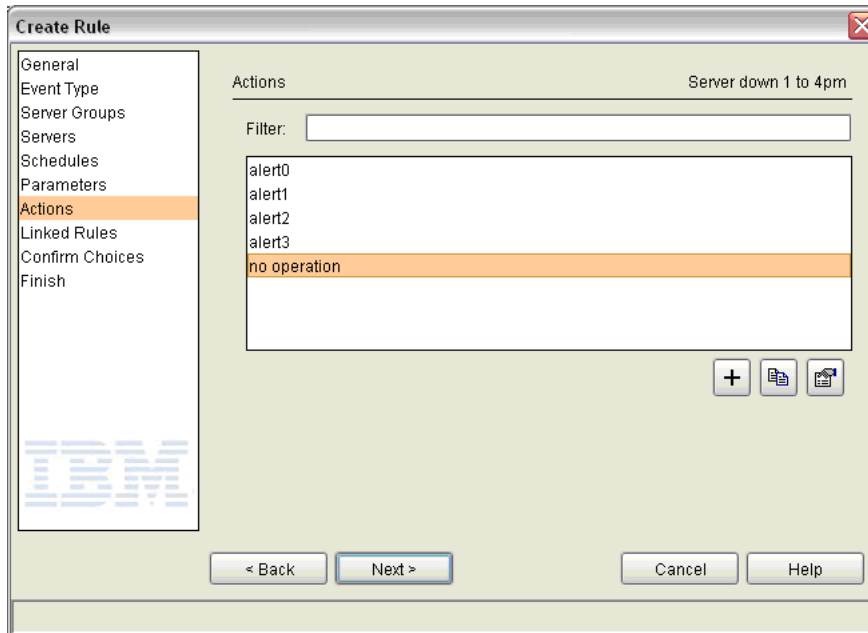 Create Rule
General
Event Type
Server Groups
Servers
Schedules
Parameters
Actions
Linked Rules
Confirm Choices
Finish
IBM
Actions
Server down 1 to 4pm
Filter:
alert0
alert1
alert2
alert3
no operation
< Back
Next >
Cancel
Help